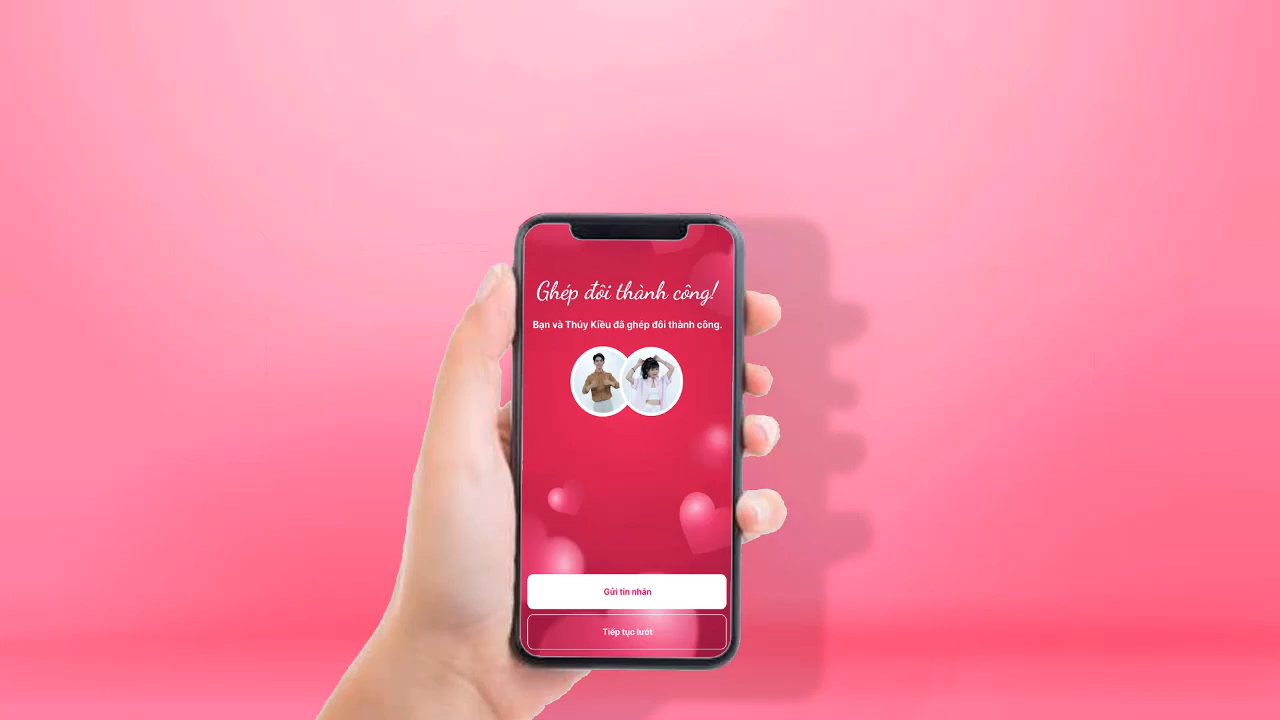 Ghép đôi thành công!
Bạn và Thúy Kiều đã ghép đôi thành công.
Gửi tin nhắn
Tiếp tục lướt